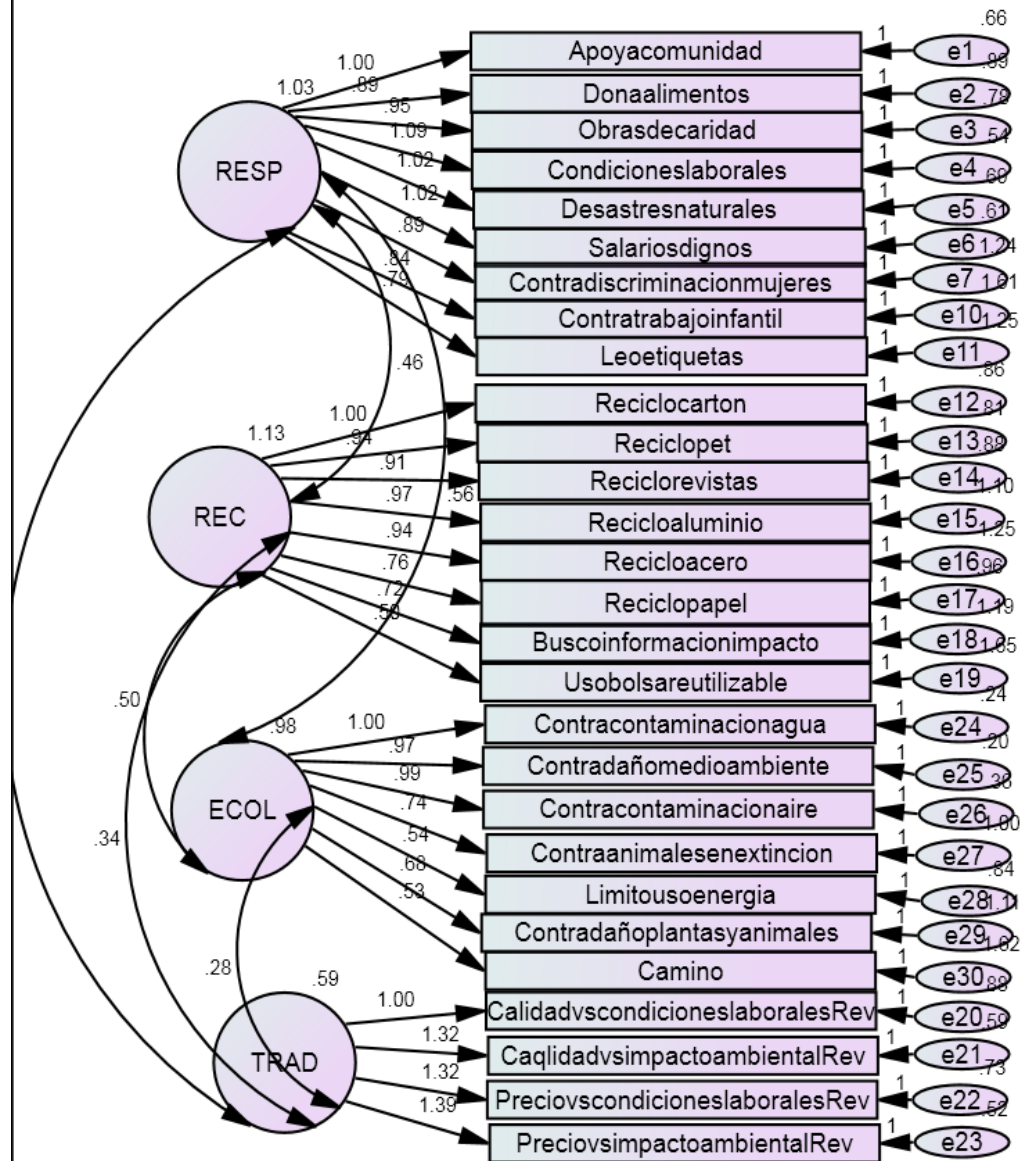 .66
1.00 Apoyacomunidad 1 e1
.89
1.03 .89 Donaalimentos 1 e2
.78
.95 Obrasdecaridad 1 e3
.54
1.09 Condicioneslaborales 1 e4
RESP
1.02 Desastresnaturales 1 e5
.61
1.02 Salariosdignos 1 e6
1.24
.89 Contradiscriminacionmujeres 1 e7
1.61
.84 Contratrabajoinfantil 1 e10
1.25
.79 Leoetiquetas 1 e11
.46
.86
1.00 Reciclocarton 1 e12
.81
1.13 .94 Reciclopet 1 e13
.88
.91 Reciclorevistas 1 e14
1.10
.97 .56 Recicloaluminio 1 e15
REC
1.25
.94 Recicloacero 1 e16
.96
.76 Reciclopapel 1 e17
1.19
.72 Buscoinformacionimpacto 1 e18
1.65
Usobolsareutilizable 1 e19
.50
.24
.98 1.00 Contracontaminacionagua 1 e24
.20
.97 Contradañomedioambiente 1 e25
.36
.99 Contracontaminacionaire 1 e26
ECOL
1.00
.74 Contraanimalesenextincion 1 e27
.34
.84
.54 Limitousoenergia 1 e28
1.11
.68 Contradañoplantasyanimales 1 e29
1.62
.53 Camino 1 e30
.28
.59
.88
1.00 CalidadvscondicioneslaboralesRev 1 e20
.59
1.32 CaqlidadvsimpactoambientalRev 1 e21
TRAD
.73
1.32 PreciovscondicioneslaboralesRev 1 e22
.52
1.39 PreciovsimpactoambientalRev 1 e23